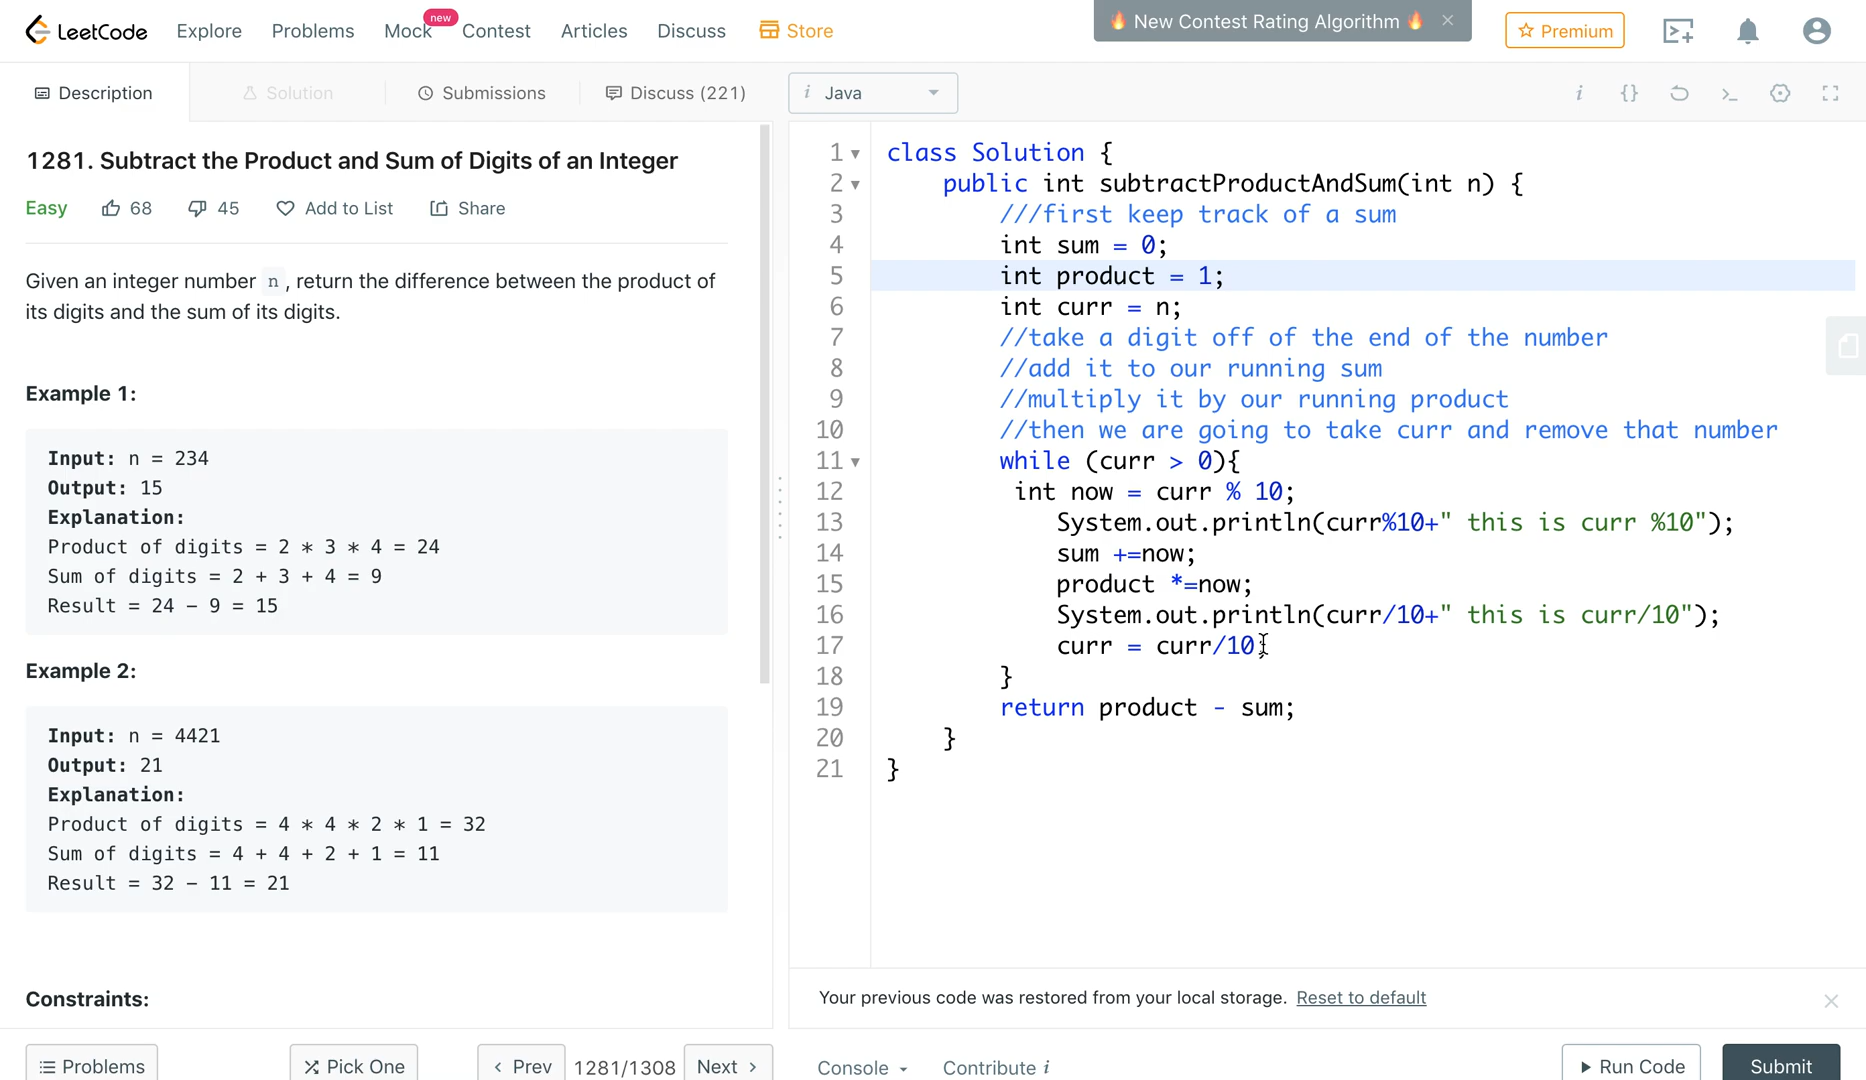 LeetCode Explore Problems Mock new Contest Articles Discuss Store 🔥 New Contest Rating Algorithm 🔥 × Premium
Description Solution Submissions Discuss (221) i Java i {}
1281. Subtract the Product and Sum of Digits of an Integer
Easy 68 45 Add to List Share
Given an integer number n, return the difference between the product of
its digits and the sum of its digits.
Example 1:
Input: n = 234
Output: 15
Explanation:
Product of digits = 2 * 3 * 4 = 24
Sum of digits = 2 + 3 + 4 = 9
Result = 24 − 9 = 15
Example 2:
Input: n = 4421
Output: 21
Explanation:
Product of digits = 4 * 4 * 2 * 1 = 32
Sum of digits = 4 + 4 + 2 + 1 = 11
Result = 32 − 11 = 21
Constraints:
Problems Pick One Prev 1281/1308 Next
1 class Solution {
2 public int subtractProductAndSum(int n) {
3 ///first keep track of a sum
4 int sum = 0;
5 int product = 1;
6 int curr = n;
7 //take a digit off of the end of the number
8 //add it to our running sum
9 //multiply it by our running product
10 //then we are going to take curr and remove that number
11 while (curr > 0){
12 int now = curr % 10;
13 System.out.println(curr%10+" this is curr %10");
14 sum +=now;
15 product *=now;
16 System.out.println(curr/10+" this is curr/10");
17 curr = curr/10;
18 }
19 return product - sum;
20 }
21 }
Your previous code was restored from your local storage. Reset to default
Console Contribute i Run Code Submit